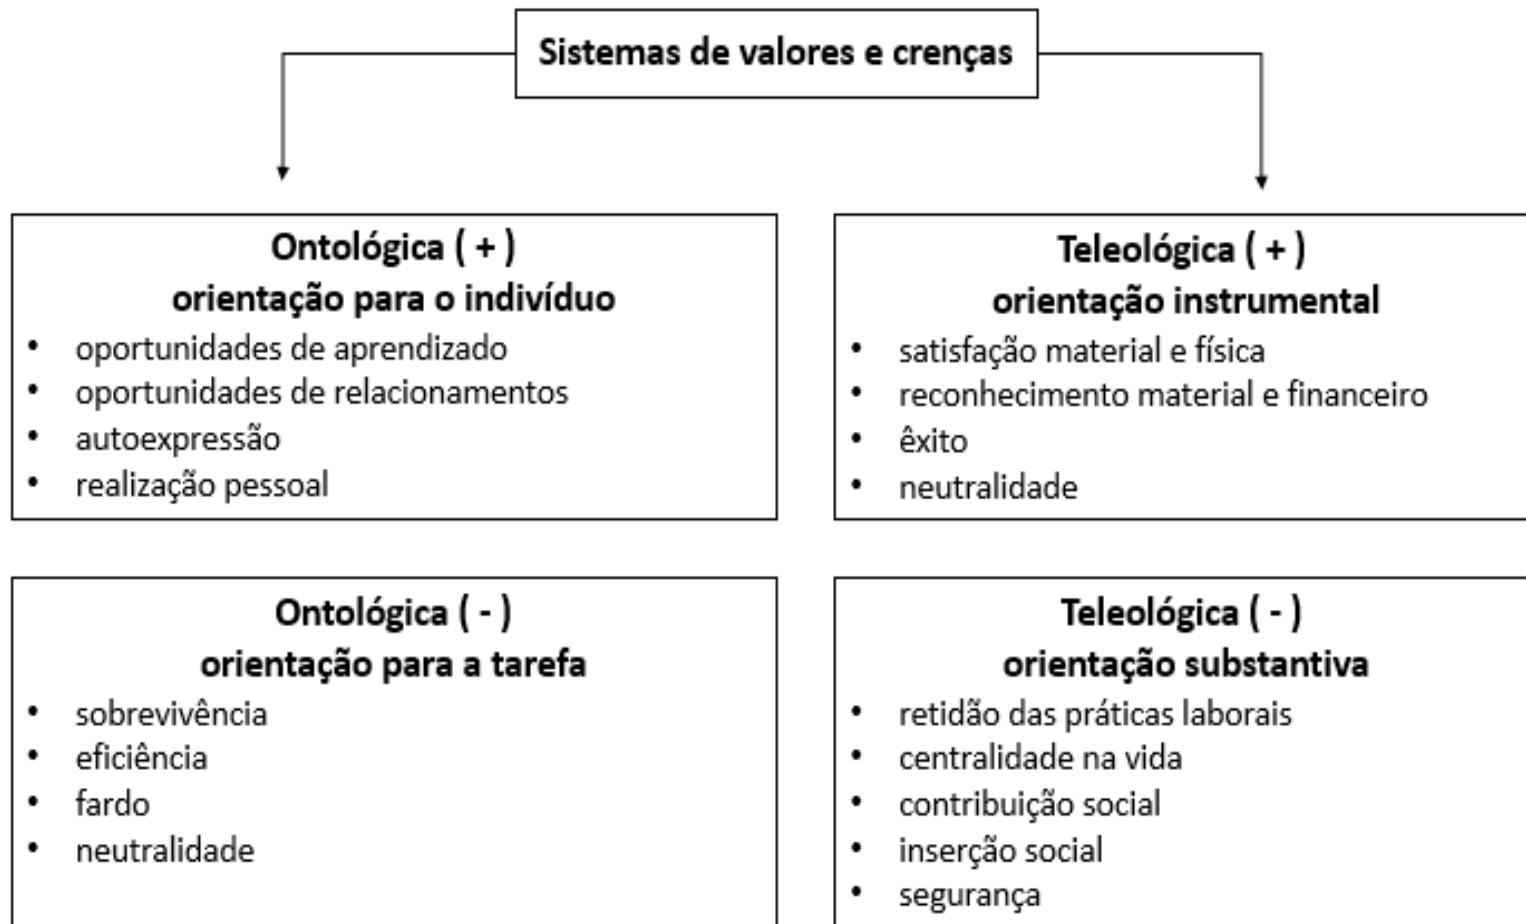 Sistemas de valores e crenças
Ontológica ( + )
orientação para o indivíduo
• oportunidades de aprendizado
• oportunidades de relacionamentos
• autoexpressão
• realização pessoal
Teleológica ( + )
orientação instrumental
• satisfação material e física
• reconhecimento material e financeiro
• êxito
• neutralidade
Ontológica ( - )
orientação para a tarefa
• sobrevivência
• eficiência
• fardo
• neutralidade
Teleológica ( - )
orientação substantiva
• retidão das práticas laborais
• centralidade na vida
• contribuição social
• inserção social
• segurança